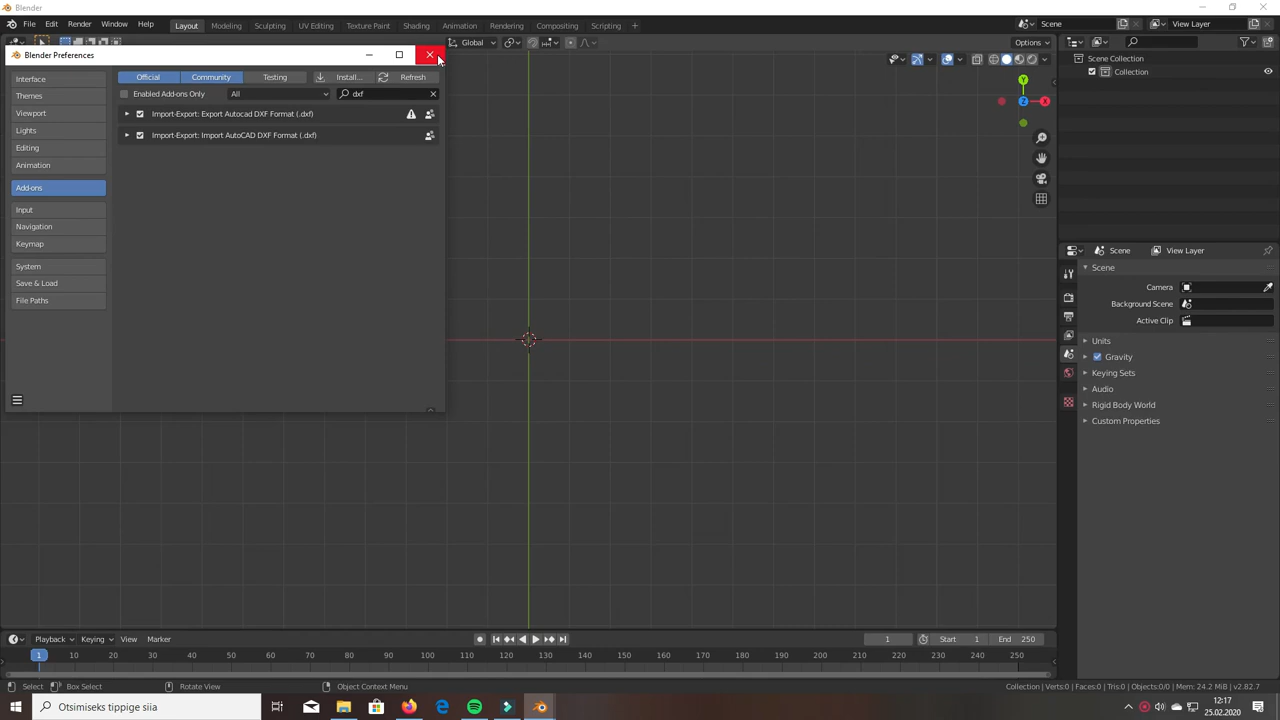 Blender
File Edit Render Window Help Layout Modeling Sculpting UV Editing Texture Paint Shading Animation Rendering Compositing Scripting + Scene View Layer
Global Options
Blender Preferences
Interface
Themes
Viewport
Lights
Editing
Animation
Add-ons
Input
Navigation
Keymap
System
Save & Load
File Paths
Official Community Testing Install... Refresh
Enabled Add-ons Only All dxf
Import-Export: Export Autocad DXF Format (.dxf)
Import-Export: Import AutoCAD DXF Format (.dxf)
Y
Z X
Scene Collection
Collection
Scene View Layer
Scene
Camera
Background Scene
Active Clip
Units
Gravity
Keying Sets
Audio
Rigid Body World
Custom Properties
Playback Keying View Marker 1 Start 1 End 250
1 10 20 30 40 50 60 70 80 90 100 110 120 130 140 150 160 170 180 190 200 210 220 230 240 250
Select Box Select Rotate View Object Context Menu Collection | Verts:0 | Faces:0 | Tris:0 | Objects:0/0 | Mem: 24.2 MiB | v2.82.7
Otsimiseks tippige siia
12:17
25.02.2020